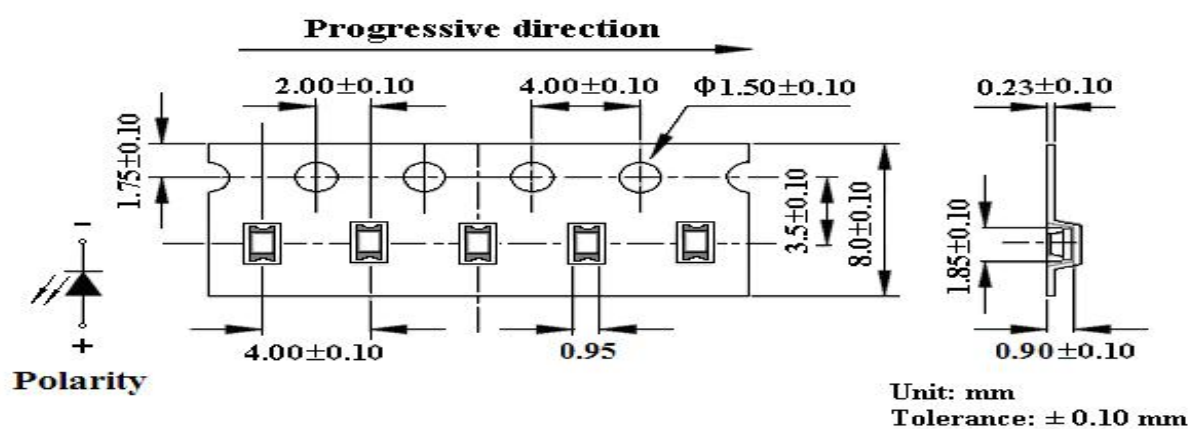 Progressive direction
2.00±0.10
4.00±0.10
Φ1.50±0.10
0.23±0.10
1.75±0.10
3.5±0.10
8.0±0.10
1.85±0.10
-
+
Polarity
4.00±0.10
0.95
0.90±0.10
Unit: mm
Tolerance: ± 0.10 mm